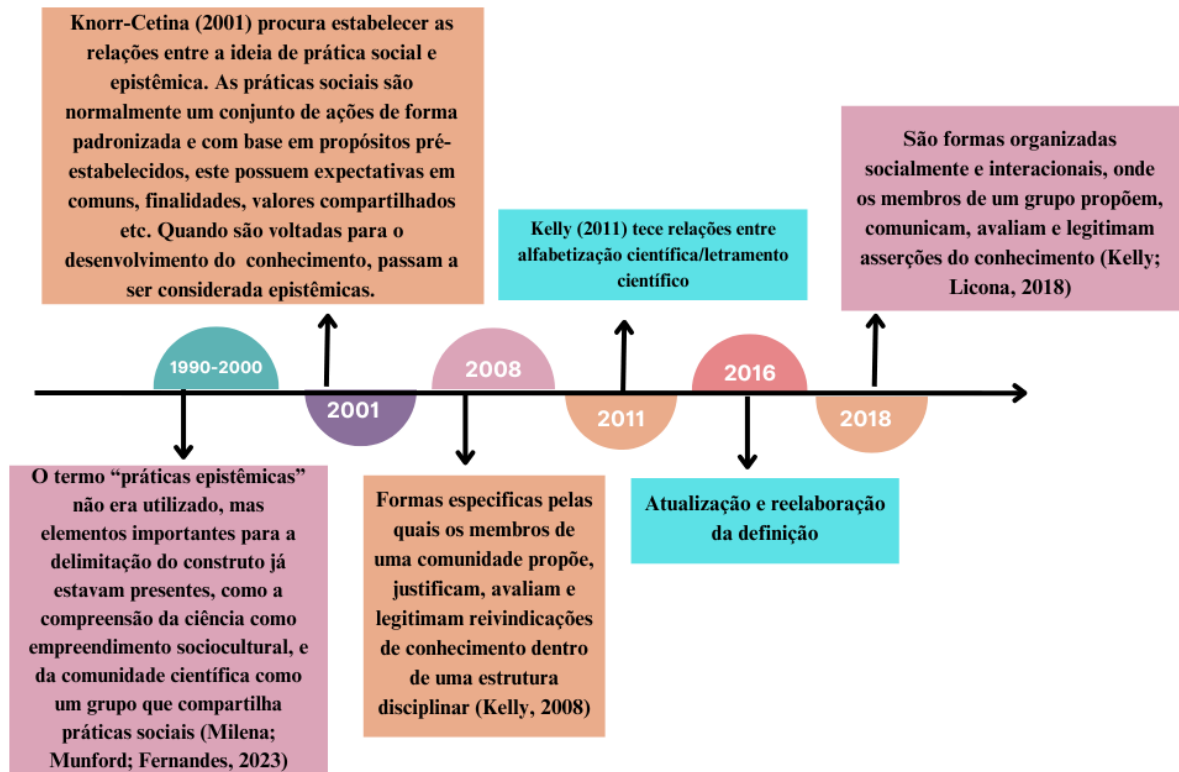 Knorr-Cetina (2001) procura estabelecer as
relações entre a ideia de prática social e
epistêmica. As práticas sociais são
normalmente um conjunto de ações de forma
padronizada e com base em propósitos pré-
estabelecidos, este possuem expectativas em
comuns, finalidades, valores compartilhados
etc. Quando são voltadas para o
desenvolvimento do conhecimento, passam a
ser considerada epistêmicas.
Kelly (2011) tece relações entre
alfabetização científica/letramento
científico
São formas organizadas
socialmente e interacionais, onde
os membros de um grupo propõem,
comunicam, avaliam e legitimam
asserções do conhecimento (Kelly;
Licona, 2018)
1990-2000
2001
2008
2011
2016
2018
O termo “práticas epistêmicas”
não era utilizado, mas
elementos importantes para a
delimitação do construto já
estavam presentes, como a
compreensão da ciência como
empreendimento sociocultural, e
da comunidade científica como
um grupo que compartilha
práticas sociais (Milena;
Munford; Fernandes, 2023)
Formas especificas pelas
quais os membros de
uma comunidade propõe,
justificam, avaliam e
legitimam reivindicações
de conhecimento dentro
de uma estrutura
disciplinar (Kelly, 2008)
Atualização e reelaboração
da definição